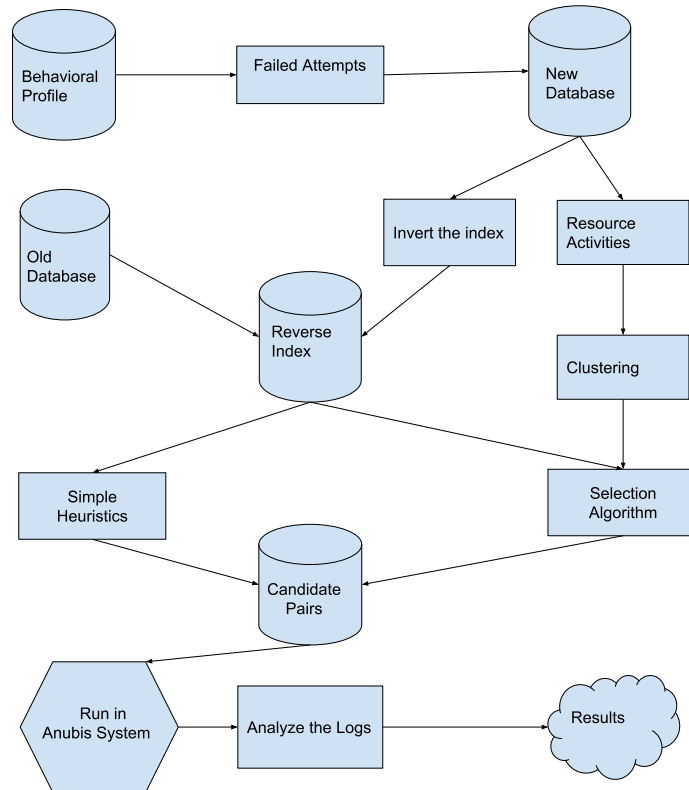 Behavioral
Profile
Failed Attempts
New
Database
Old
Database
Invert the index
Resource
Activities
Reverse
Index
Clustering
Simple
Heuristics
Selection
Algorithm
Candidate
Pairs
Run in
Anubis System
Analyze the Logs
Results